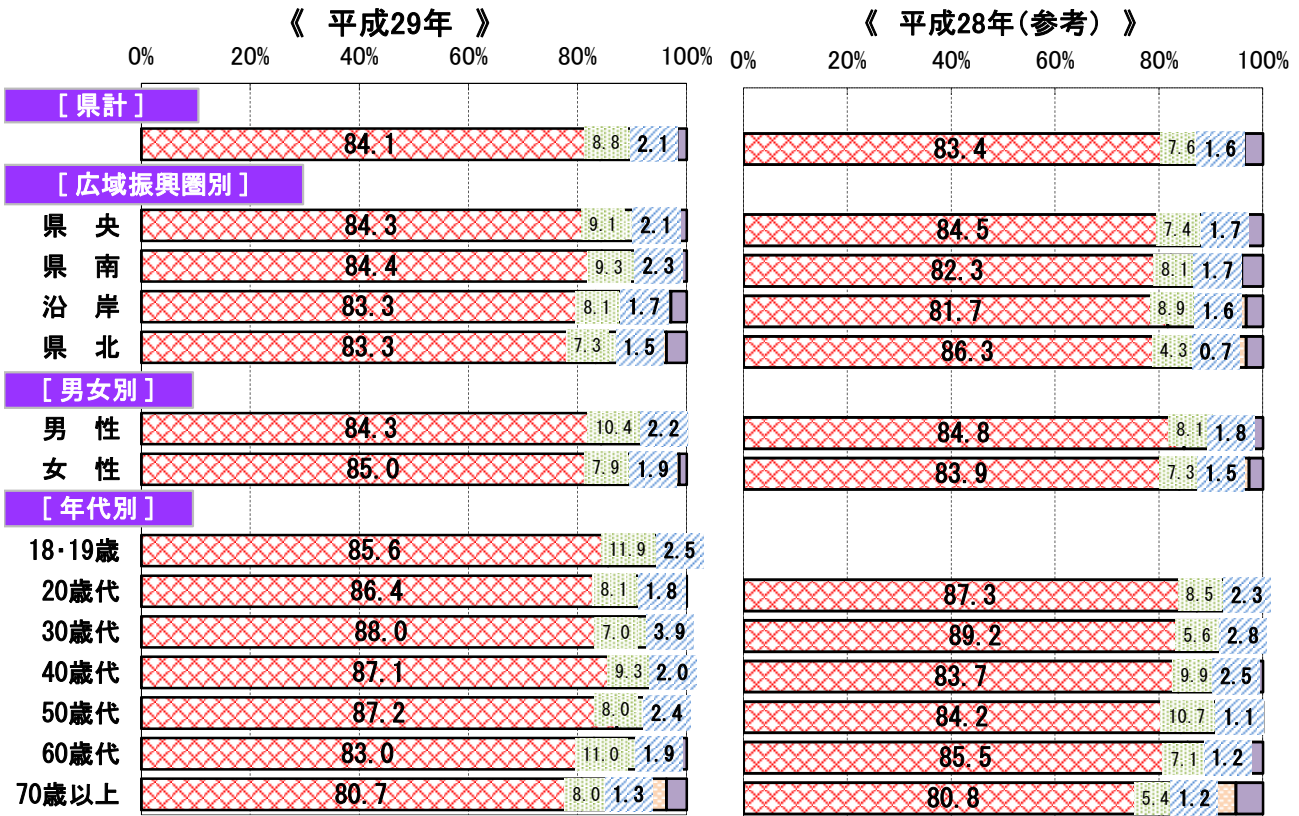 《 平成29年 》
《 平成28年(参考) 》
0% 20% 40% 60% 80% 100%
0% 20% 40% 60% 80% 100%
[ 県計 ]
84.1 8.8 2.1
83.4 7.6 1.6
[ 広域振興圏別 ]
県 央 84.3 9.1 2.1
84.5 7.4 1.7
県 南 84.4 9.3 2.3
82.3 8.1 1.7
沿 岸 83.3 8.1 1.7
81.7 8.9 1.6
県 北 83.3 7.3 1.5
86.3 4.3 0.7
[ 男女別 ]
男 性 84.3 10.4 2.2
84.8 8.1 1.8
女 性 85.0 7.9 1.9
83.9 7.3 1.5
[ 年代別 ]
18・19歳 85.6 11.9 2.5
20歳代 86.4 8.1 1.8
87.3 8.5 2.3
30歳代 88.0 7.0 3.9
89.2 5.6 2.8
40歳代 87.1 9.3 2.0
83.7 9.9 2.5
50歳代 87.2 8.0 2.4
84.2 10.7 1.1
60歳代 83.0 11.0 1.9
85.5 7.1 1.2
70歳以上 80.7 8.0 1.3
80.8 5.4 1.2